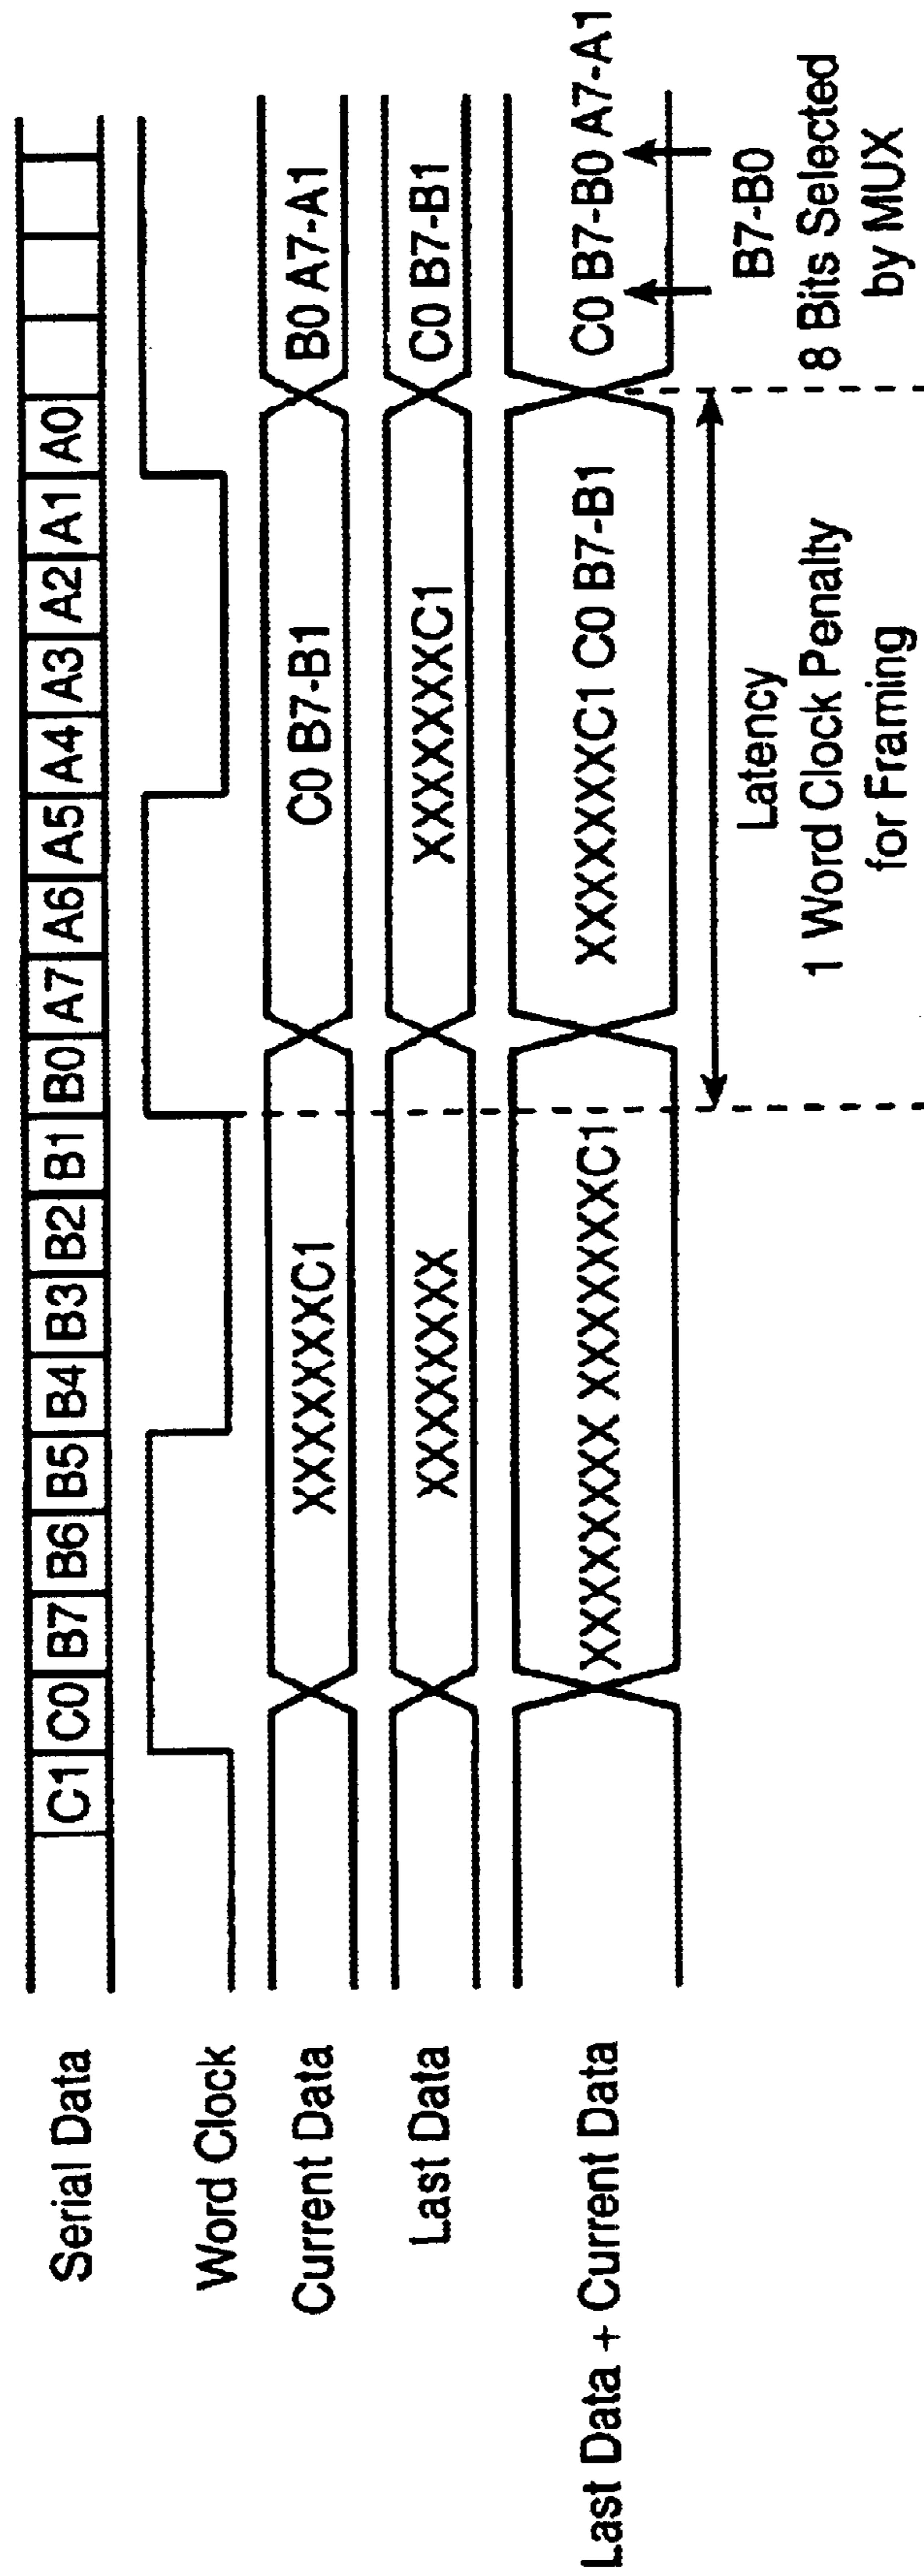 Serial Data C1 C0 B7 B6 B5 B4 B3 B2 B1 B0 A7 A6 A5 A4 A3 A2 A1 A0
Word Clock
Current Data XXXXXXXC1 C0 B7-B1 B0 A7-A1
Last Data XXXXXXXX XXXXXXXC1 C0 B7-B1
Last Data + Current Data XXXXXXXX XXXXXXXC1 XXXXXXXC1 C0 B7-B1 C0 B7-B0 A7-A1
Latency
1 Word Clock Penalty
for Framing
B7-B0
8 Bits Selected
by MUX